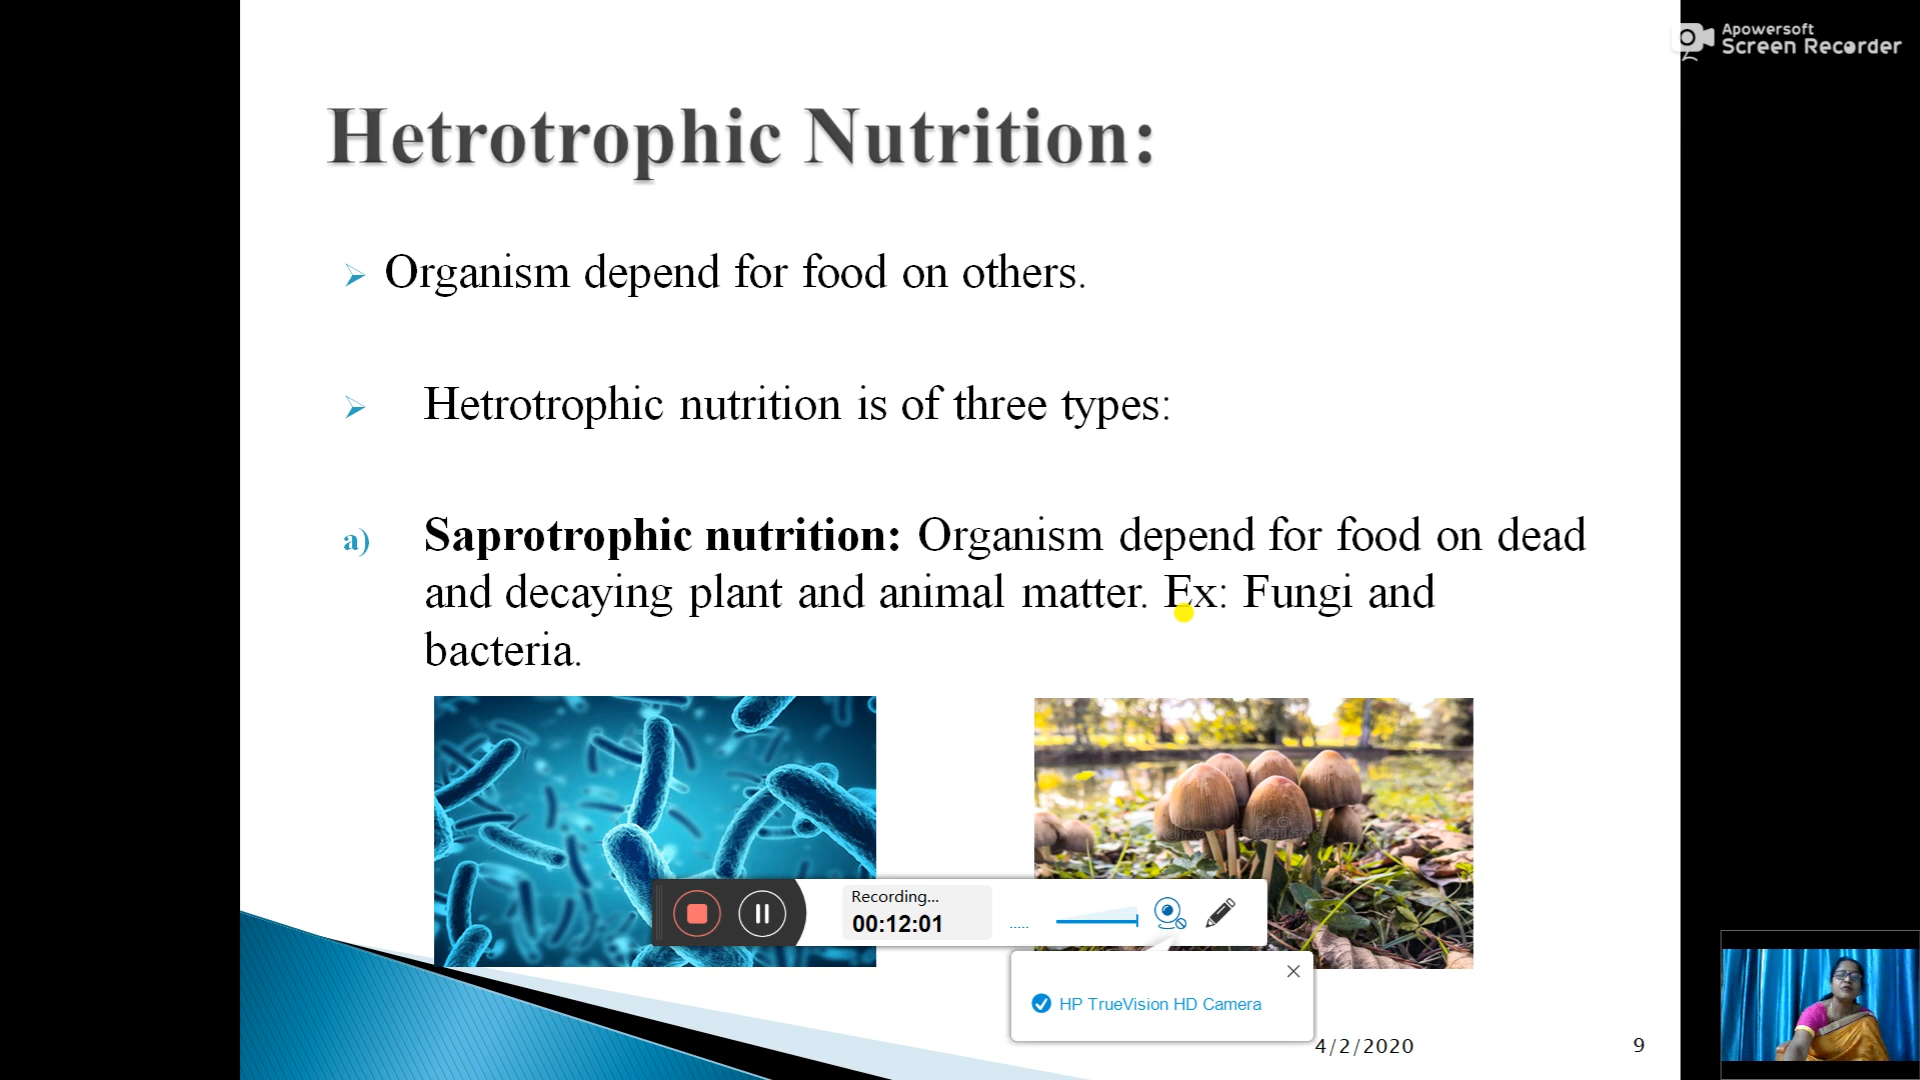 Apowersoft
Screen Recorder
Hetrotrophic Nutrition:
Organism depend for food on others.
Hetrotrophic nutrition is of three types:
a) Saprotrophic nutrition: Organism depend for food on dead
and decaying plant and animal matter. Ex: Fungi and
bacteria.
Recording...
00:12:01
HP TrueVision HD Camera
4/2/2020
9